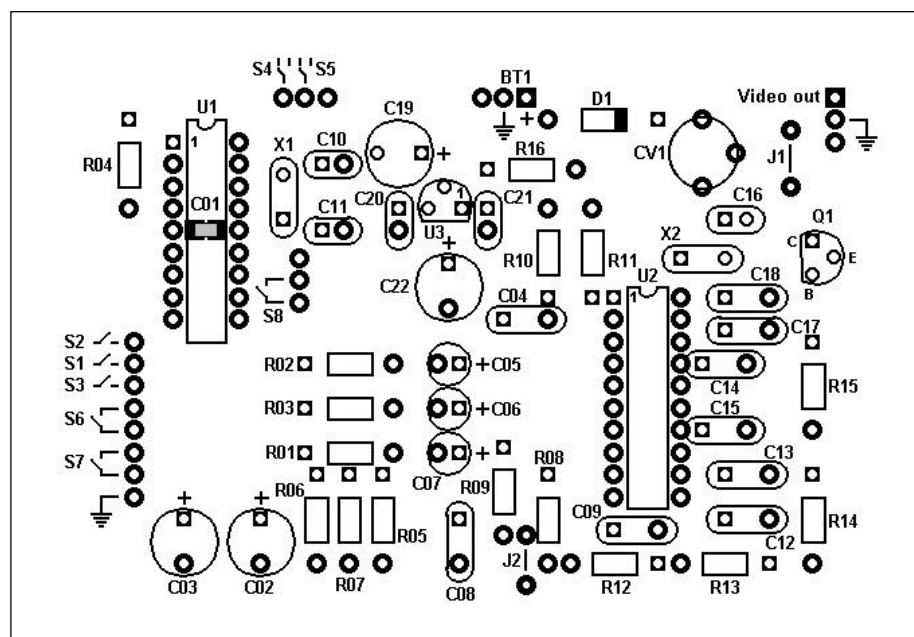 S4 S5
BT1
D1
Video out
U1
C19
+
CV1
J1
R04
1
X1
C10
+
R16
C01
C20
1
C21
C16
Q1
C11
U3
X2
C
E
B
+
R10
R11
U2
C22
C18
S8
C04
1
C17
S2
S1
S3
R02
+C05
C14
R15
R03
+C06
C15
S6
R01
+
S7
C07
R08
C13
R06
R09
+ +
R05
C09
R14
C12
J2
C03
C02
R07
C08
R12
R13